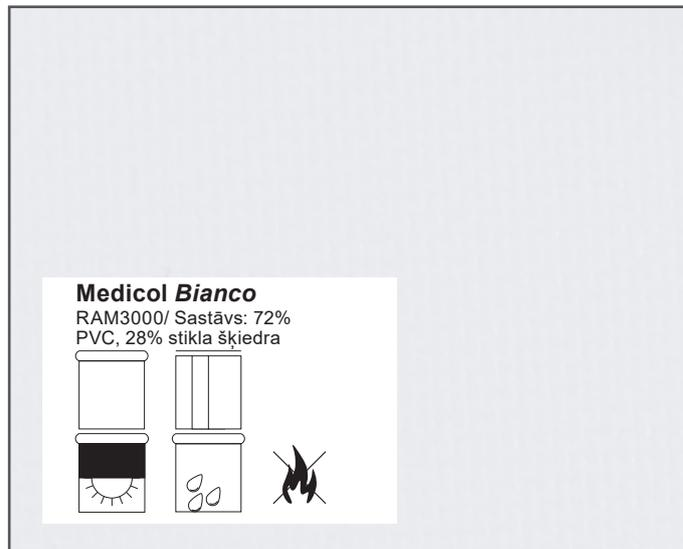 Medicol Bianco
RAM3000/ Sastāvs: 72%
PVC, 28% stikla šķiedra